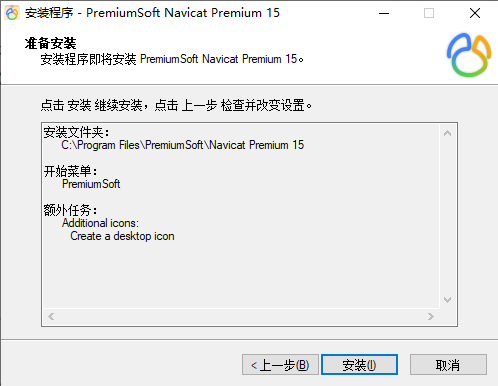 安装程序 - PremiumSoft Navicat Premium 15
准备安装
安装程序即将安装 PremiumSoft Navicat Premium 15。
点击 安装 继续安装，点击 上一步 检查并改变设置。
安装文件夹：
C:\Program Files\PremiumSoft\Navicat Premium 15
开始菜单：
PremiumSoft
额外任务：
Additional icons:
Create a desktop icon
< 上一步(B)
安装(I)
取消